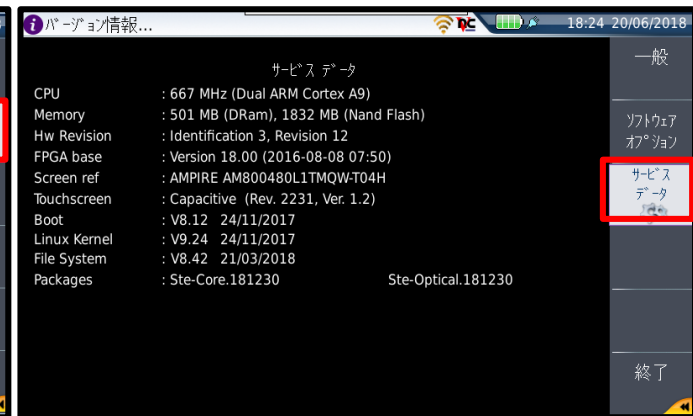 バージョン情報...
18:24 20/06/2018
サービス データ
CPU : 667 MHz (Dual ARM Cortex A9)
Memory : 501 MB (DRam), 1832 MB (Nand Flash)
Hw Revision : Identification 3, Revision 12
FPGA base : Version 18.00 (2016-08-08 07:50)
Screen ref : AMPIRE AM800480L1TMQW-T04H
Touchscreen : Capacitive (Rev. 2231, Ver. 1.2)
Boot : V8.12 24/11/2017
Linux Kernel : V9.24 24/11/2017
File System : V8.42 21/03/2018
Packages : Ste-Core.181230 Ste-Optical.181230
一般
ソフトウェア
オプション
サービス
データ
終了